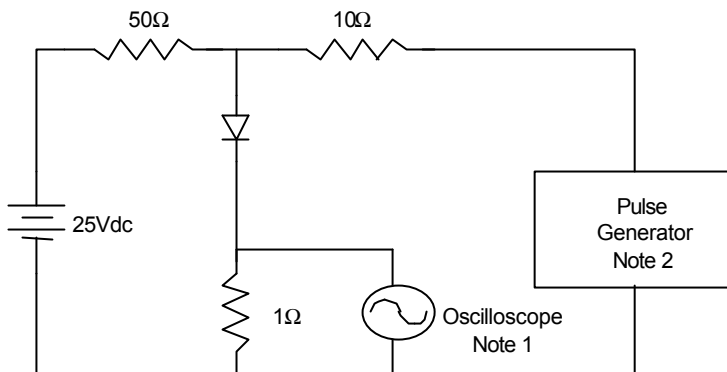 50Ω
10Ω
25Vdc
Pulse
Generator
Note 2
1Ω
Oscilloscope
Note 1